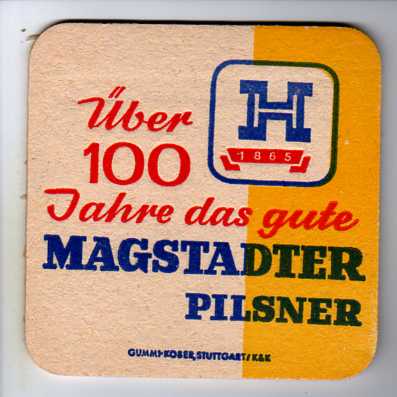 Über
H
100
1865
Jahre das gute
MAGSTADTER
PILSNER
GUMMI-KOBER, STUTTGART / K&K